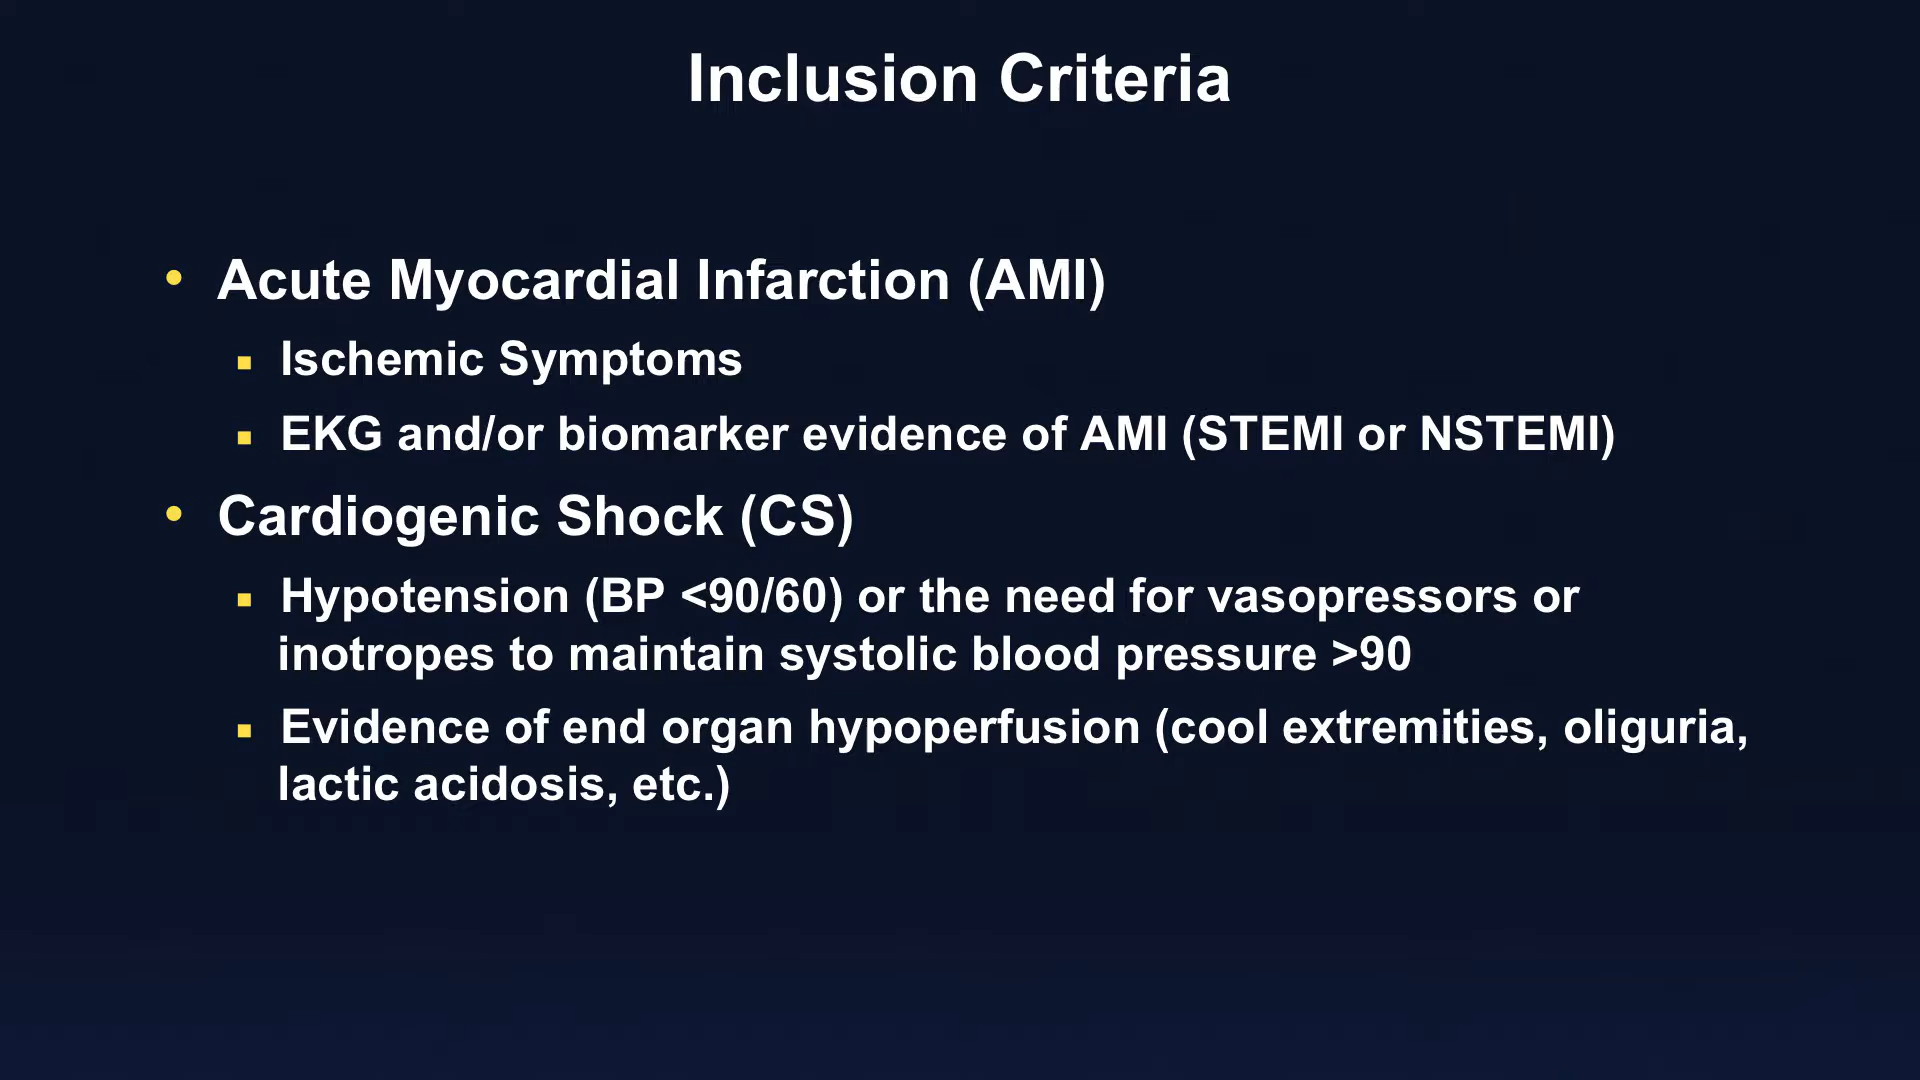 Inclusion Criteria
• Acute Myocardial Infarction (AMI)
▪ Ischemic Symptoms
▪ EKG and/or biomarker evidence of AMI (STEMI or NSTEMI)
• Cardiogenic Shock (CS)
▪ Hypotension (BP <90/60) or the need for vasopressors or
inotropes to maintain systolic blood pressure >90
▪ Evidence of end organ hypoperfusion (cool extremities, oliguria,
lactic acidosis, etc.)